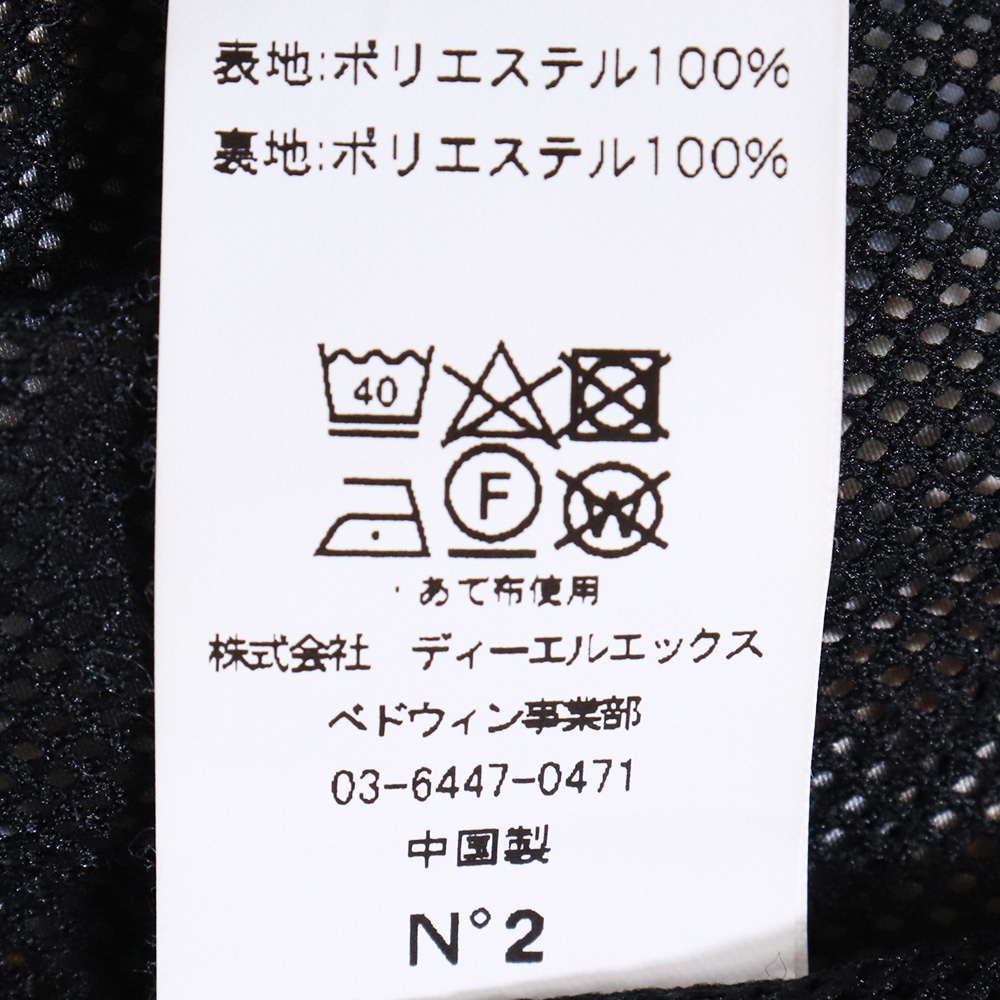 表地:ポリエステル100%
裏地:ポリエステル100%
40
F
W
・あて布使用
株式会社 ディーエルエックス
ベドウィン事業部
03-6447-0471
中国製
N°2